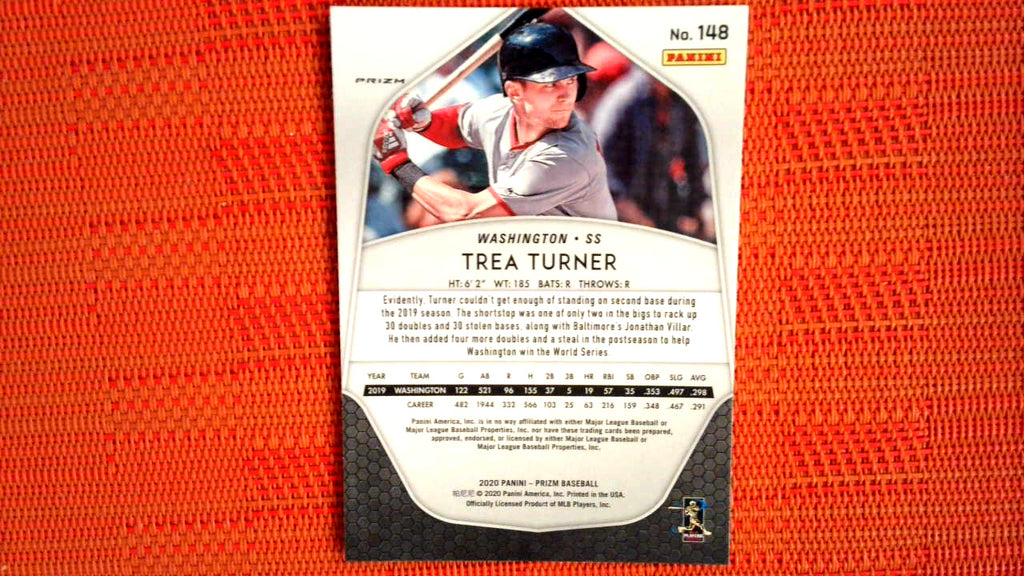 No. 148
PANINI
PRIZM
WASHINGTON • SS
TREA TURNER
HT: 6' 2" WT: 185 BATS: R THROWS: R
Evidently, Turner couldn't get enough of standing on second base during
the 2019 season. The shortstop was one of only two in the bigs to rack up
30 doubles and 30 stolen bases, along with Baltimore's Jonathan Villar.
He then added four more doubles and a steal in the postseason to help
Washington win the World Series.
YEAR TEAM G AB R H 2B 3B HR RBI SB OBP SLG AVG
2019 WASHINGTON 122 521 96 155 37 5 19 57 35 .353 .497 .298
CAREER 482 1944 332 566 103 25 63 216 159 .348 .467 .291
Panini America, Inc. is in no way affiliated with either Major League Baseball or
Major League Baseball Properties, Inc. nor have these trading cards been prepared,
approved, endorsed, or licensed by either Major League Baseball or
Major League Baseball Properties, Inc.
2020 PANINI – PRIZM BASEBALL
帕尼尼 © 2020 Panini America, Inc. Printed in the USA.
Officially Licensed Product of MLB Players, Inc.
PLAYERS